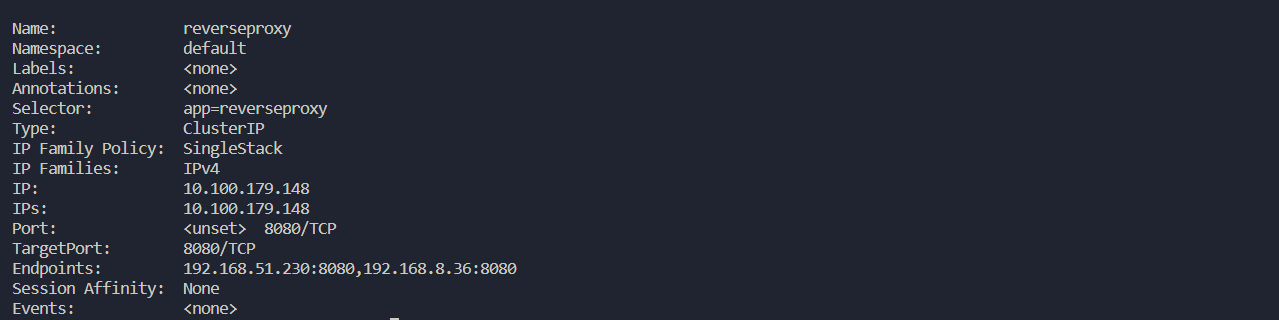 Name: reverseproxy
Namespace: default
Labels: <none>
Annotations: <none>
Selector: app=reverseproxy
Type: ClusterIP
IP Family Policy: SingleStack
IP Families: IPv4
IP: 10.100.179.148
IPs: 10.100.179.148
Port: <unset> 8080/TCP
TargetPort: 8080/TCP
Endpoints: 192.168.51.230:8080,192.168.8.36:8080
Session Affinity: None
Events: <none>